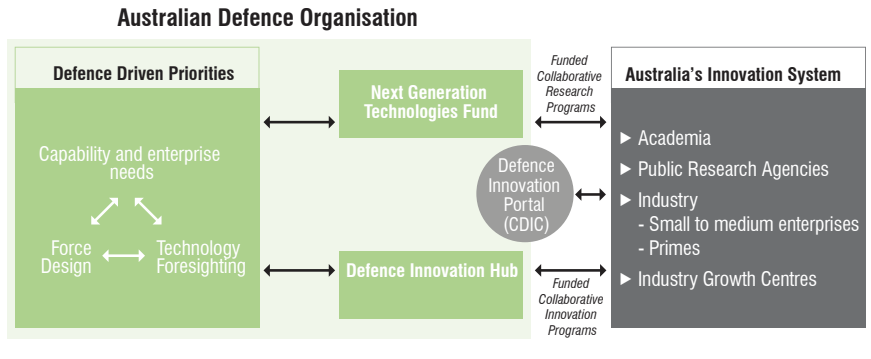 Australian Defence Organisation
Defence Driven Priorities
Capability and enterprise
needs
Force
Design
Technology
Foresighting
Next Generation
Technologies Fund
Defence
Innovation
Portal
(CDIC)
Defence Innovation Hub
Funded
Collaborative
Research
Programs
Funded
Collaborative
Innovation
Programs
Australia’s Innovation System
Academia
Public Research Agencies
Industry
- Small to medium enterprises
- Primes
Industry Growth Centres